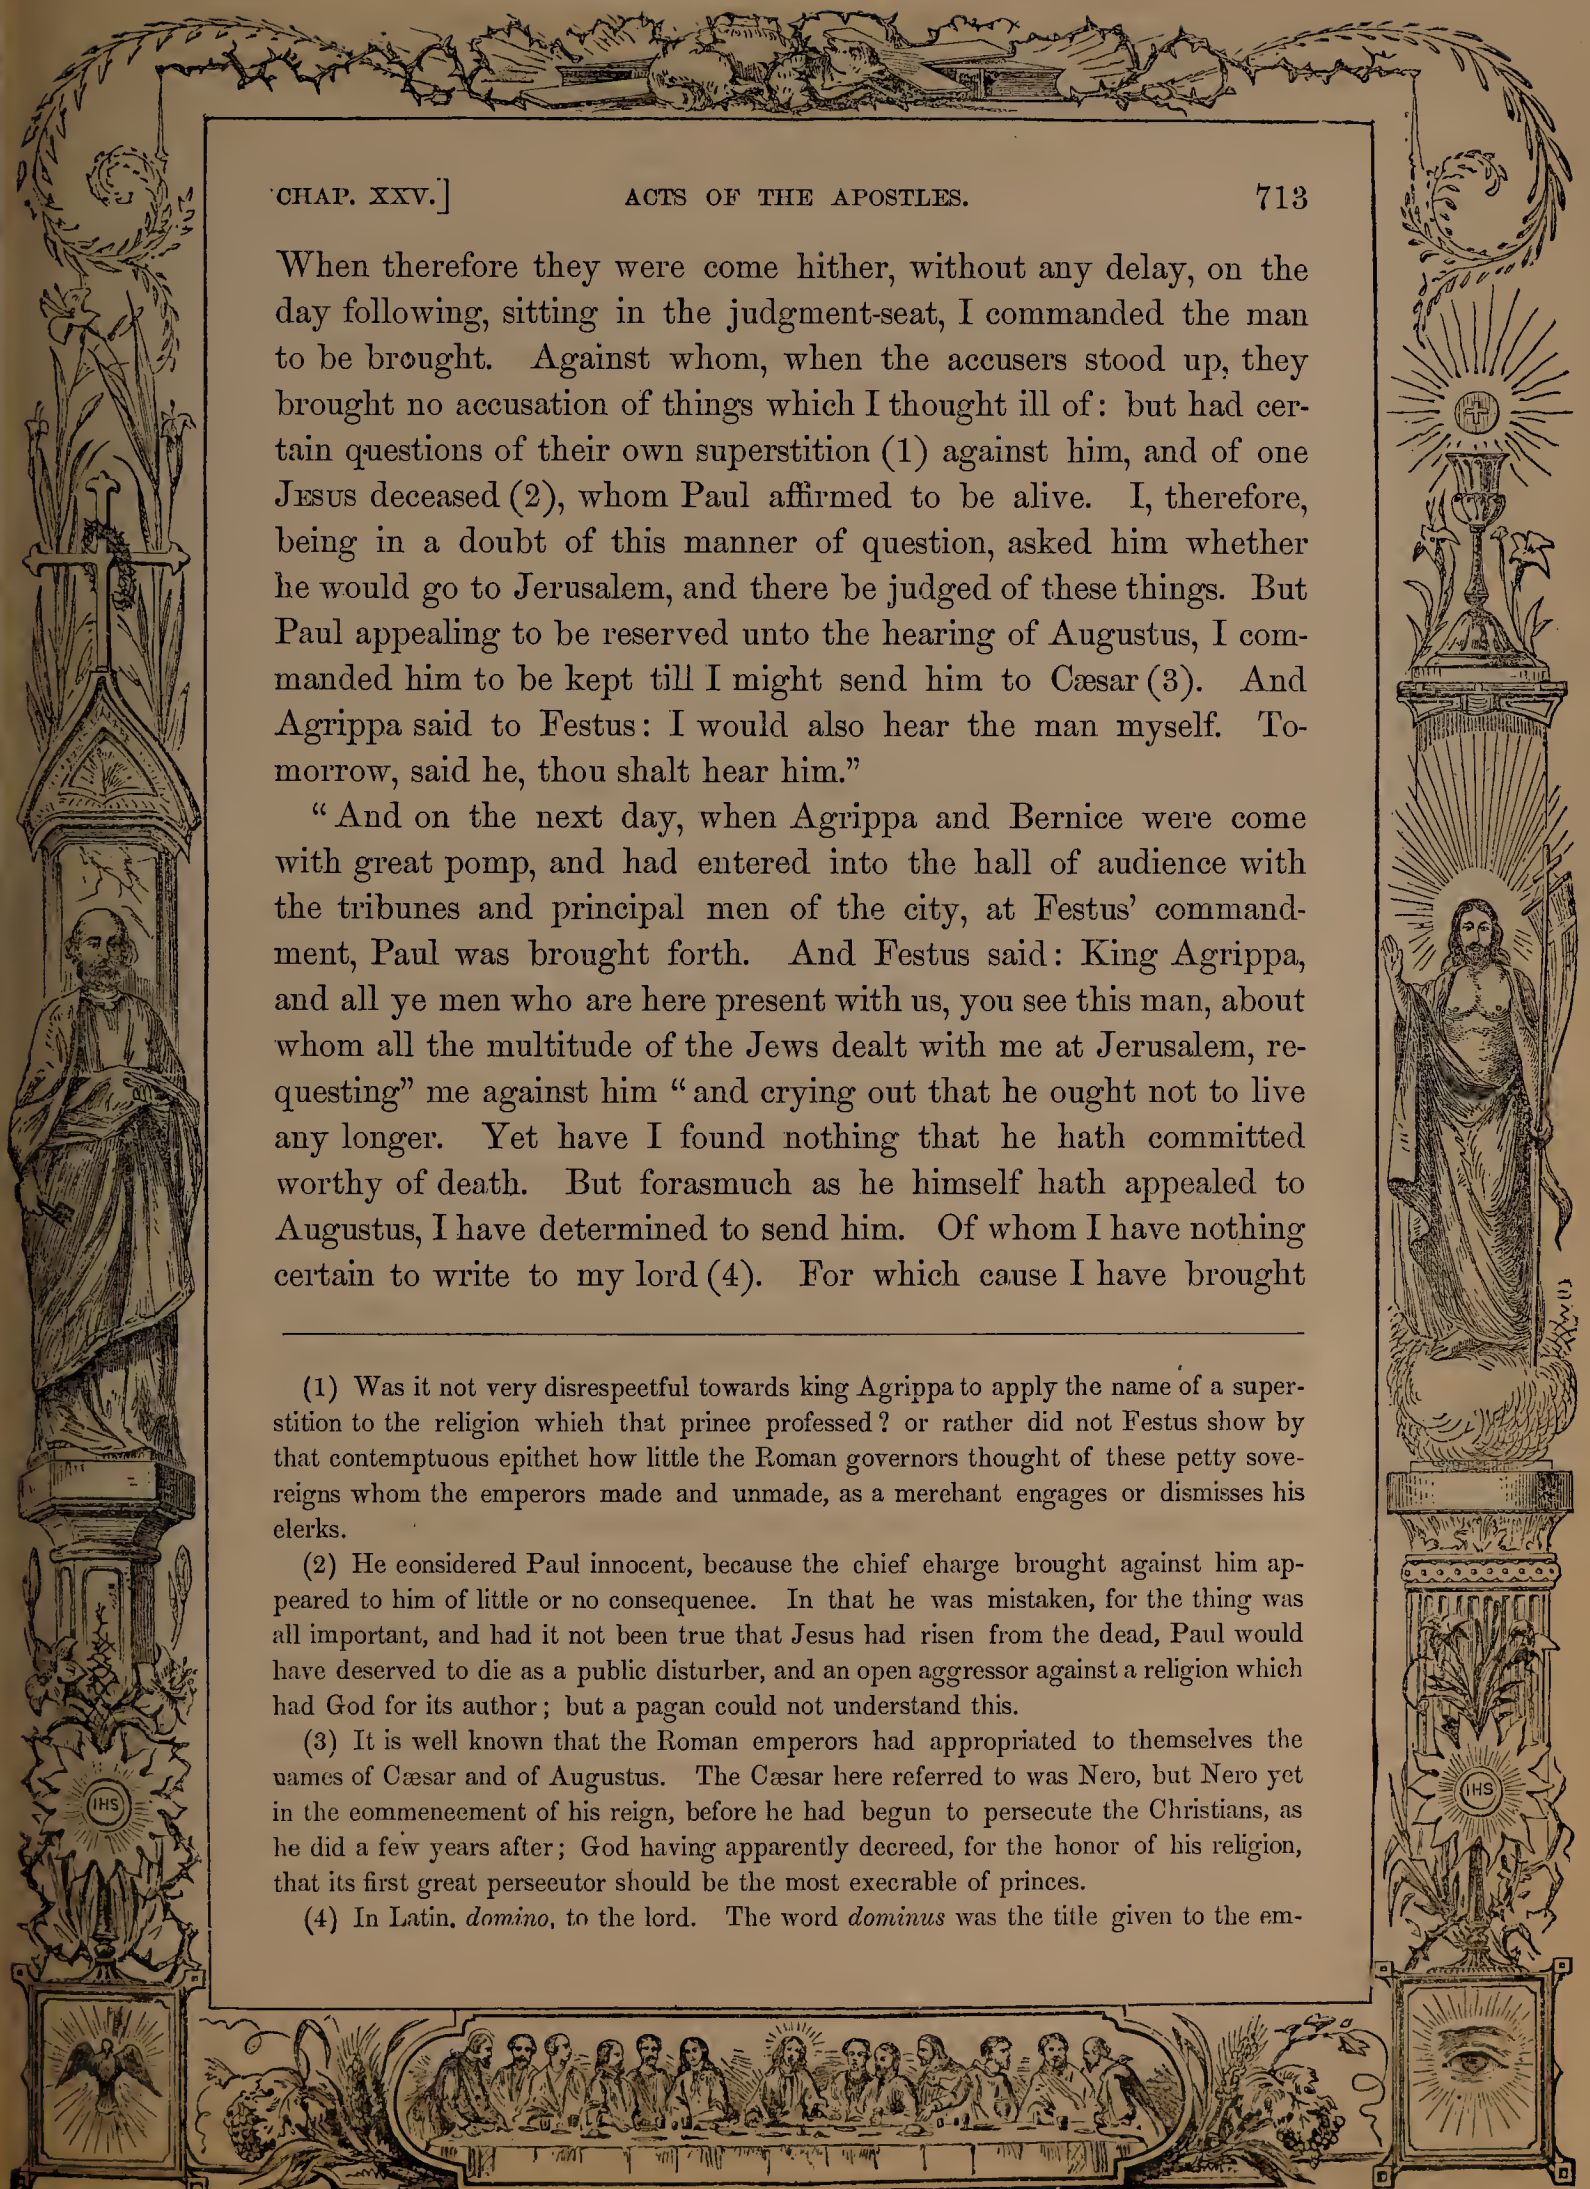 CHAP. XXV.] ACTS OF THE APOSTLES. 713
When therefore they were come hither, without any delay, on the
day following, sitting in the judgment-seat, I commanded the man
to be brought. Against whom, when the accusers stood up, they
brought no accusation of things which I thought ill of: but had cer-
tain questions of their own superstition (1) against him, and of one
JESUS deceased (2), whom Paul affirmed to be alive. I, therefore,
being in a doubt of this manner of question, asked him whether
he would go to Jerusalem, and there be judged of these things. But
Paul appealing to be reserved unto the hearing of Augustus, I com-
manded him to be kept till I might send him to Cæsar (3). And
Agrippa said to Festus: I would also hear the man myself. To-
morrow, said he, thou shalt hear him.”
“ And on the next day, when Agrippa and Bernice were come
with great pomp, and had entered into the hall of audience with
the tribunes and principal men of the city, at Festus’ command-
ment, Paul was brought forth. And Festus said: King Agrippa,
and all ye men who are here present with us, you see this man, about
whom all the multitude of the Jews dealt with me at Jerusalem, re-
questing” me against him “ and crying out that he ought not to live
any longer. Yet have I found nothing that he hath committed
worthy of death. But forasmuch as he himself hath appealed to
Augustus, I have determined to send him. Of whom I have nothing
certain to write to my lord (4). For which cause I have brought
(1) Was it not very disrespectful towards king Agrippa to apply the name of a super-
stition to the religion which that prince professed? or rather did not Festus show by
that contemptuous epithet how little the Roman governors thought of these petty sove-
reigns whom the emperors made and unmade, as a merchant engages or dismisses his
clerks.
(2) He considered Paul innocent, because the chief charge brought against him ap-
peared to him of little or no consequence. In that he was mistaken, for the thing was
all important, and had it not been true that Jesus had risen from the dead, Paul would
have deserved to die as a public disturber, and an open aggressor against a religion which
had God for its author; but a pagan could not understand this.
(3) It is well known that the Roman emperors had appropriated to themselves the
names of Cæsar and of Augustus. The Cæsar here referred to was Nero, but Nero yet
in the commencement of his reign, before he had begun to persecute the Christians, as
he did a few years after; God having apparently decreed, for the honor of his religion,
that its first great persecutor should be the most execrable of princes.
(4) In Latin, domino, to the lord. The word dominus was the title given to the em-
IHS
IHS